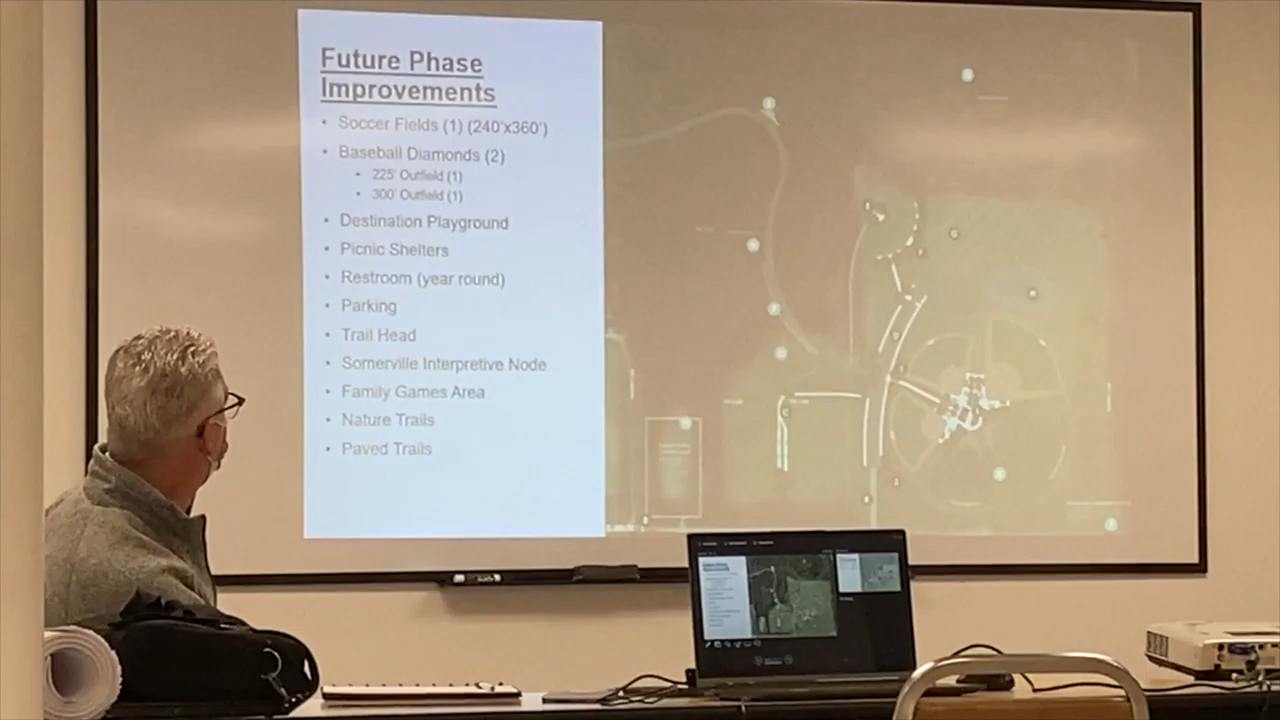 Future Phase
Improvements
• Soccer Fields (1) (240'x360')
• Baseball Diamonds (2)
• 225' Outfield (1)
• 300' Outfield (1)
• Destination Playground
• Picnic Shelters
• Restroom (year round)
• Parking
• Trail Head
• Somerville Interpretive Node
• Family Games Area
• Nature Trails
• Paved Trails